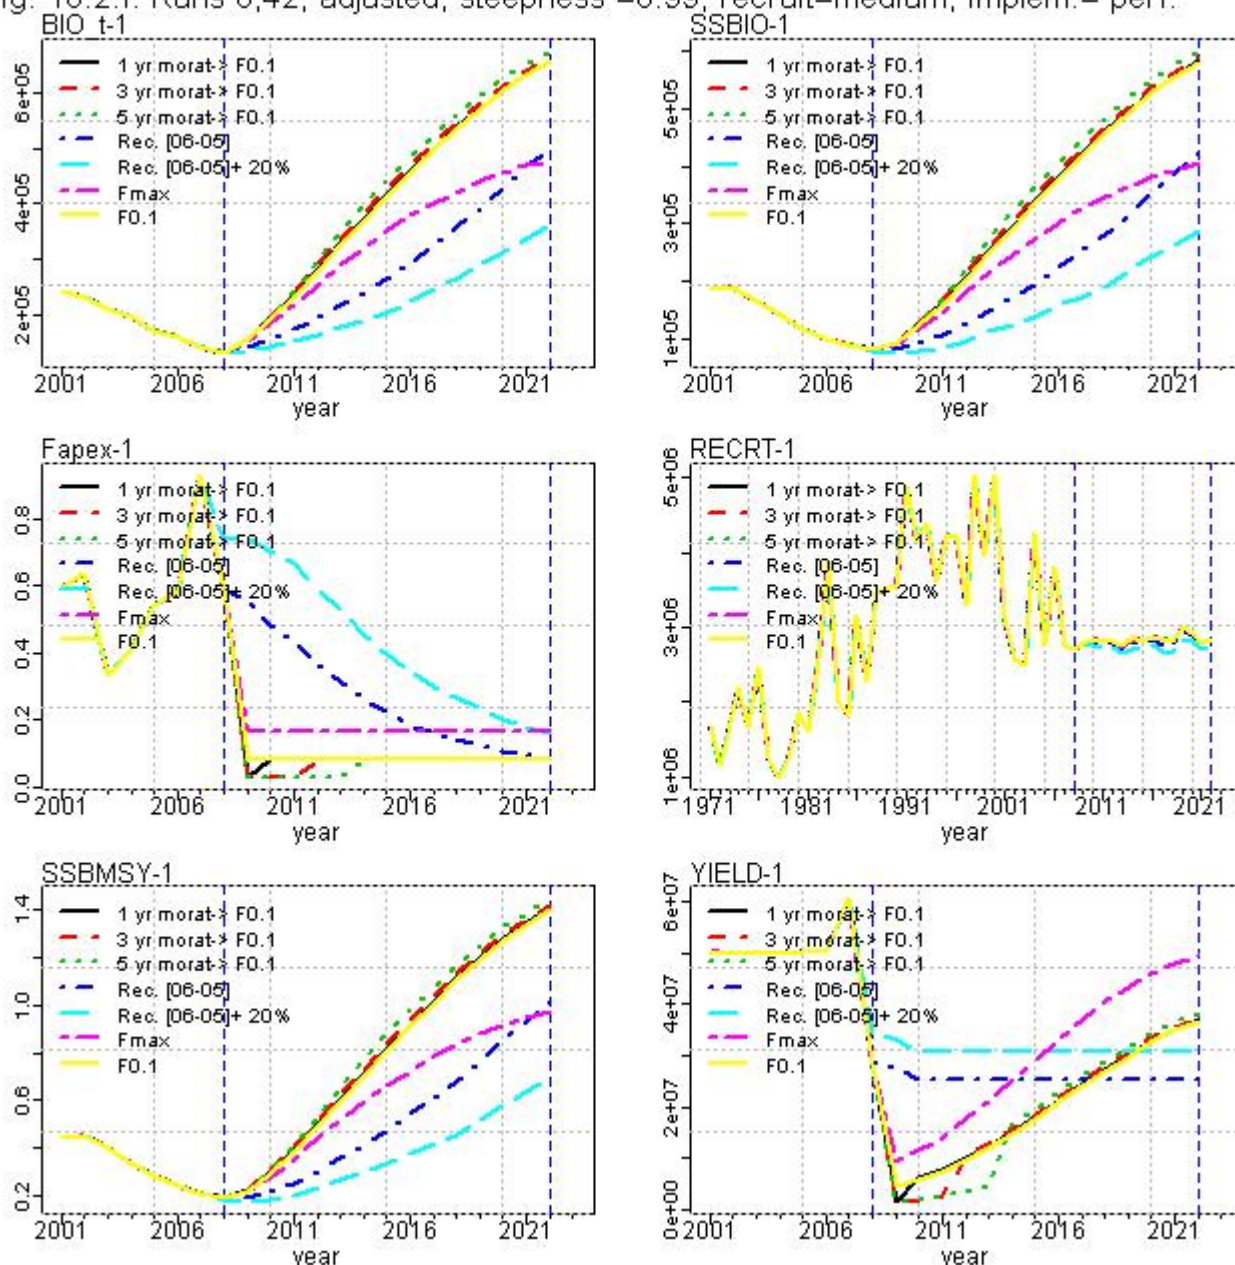 BIO_t-1
6e+05
4e+05
2e+05
1 yr morat-> F0.1
3 yr morat-> F0.1
5 yr morat-> F0.1
Rec. [06-05]
Rec. [06-05]+ 20%
Fmax
F0.1
2001 2006 2011 2016 2021
year
SSBIO-1
5e+05
3e+05
1e+05
1 yr morat-> F0.1
3 yr morat-> F0.1
5 yr morat-> F0.1
Rec. [06-05]
Rec. [06-05]+ 20%
Fmax
F0.1
2001 2006 2011 2016 2021
year
Fapex-1
0.8
0.6
0.4
0.2
0.0
1 yr morat-> F0.1
3 yr morat-> F0.1
5 yr morat-> F0.1
Rec. [06-05]
Rec. [06-05]+ 20%
Fmax
F0.1
2001 2006 2011 2016 2021
year
RECRT-1
5e+06
3e+06
1e+06
1 yr morat-> F0.1
3 yr morat-> F0.1
5 yr morat-> F0.1
Rec. [06-05]
Rec. [06-05]+ 20%
Fmax
F0.1
1971 1981 1991 2001 2011 2021
year
SSBMSY-1
1.4
1.0
0.6
0.2
1 yr morat-> F0.1
3 yr morat-> F0.1
5 yr morat-> F0.1
Rec. [06-05]
Rec. [06-05]+ 20%
Fmax
F0.1
2001 2006 2011 2016 2021
year
YIELD-1
6e+07
4e+07
2e+07
0e+00
1 yr morat-> F0.1
3 yr morat-> F0.1
5 yr morat-> F0.1
Rec. [06-05]
Rec. [06-05]+ 20%
Fmax
F0.1
2001 2006 2011 2016 2021
year